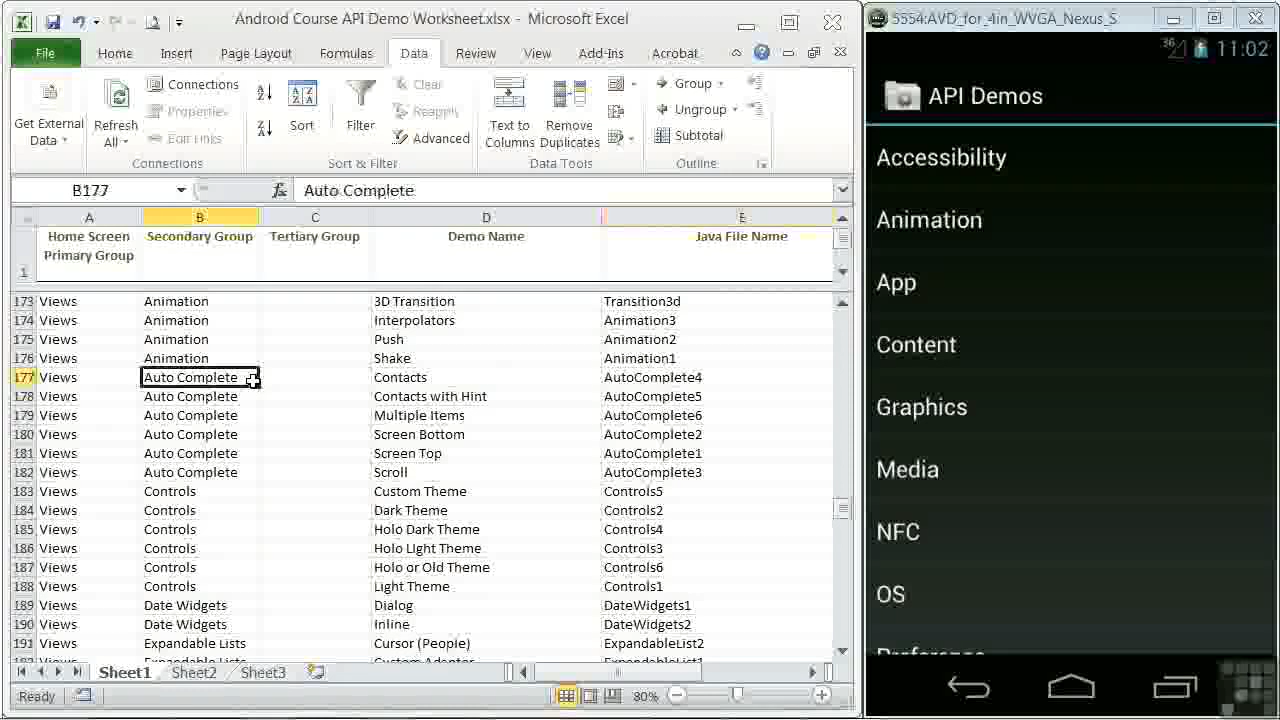 Android Course API Demo Worksheet.xlsx - Microsoft Excel
File Home Insert Page Layout Formulas Data Review View Add-Ins Acrobat
Get External Data
Refresh All
Connections
Properties
Edit Links
Connections
Sort
Filter
Clear
Reapply
Advanced
Sort & Filter
Text to Columns
Remove Duplicates
Data Tools
Group
Ungroup
Subtotal
Outline
B177 fx Auto Complete
A B C D E
1 Home Screen Primary Group Secondary Group Tertiary Group Demo Name Java File Name
173 Views Animation 3D Transition Transition3d
174 Views Animation Interpolators Animation3
175 Views Animation Push Animation2
176 Views Animation Shake Animation1
177 Views Auto Complete Contacts AutoComplete4
178 Views Auto Complete Contacts with Hint AutoComplete5
179 Views Auto Complete Multiple Items AutoComplete6
180 Views Auto Complete Screen Bottom AutoComplete2
181 Views Auto Complete Screen Top AutoComplete1
182 Views Auto Complete Scroll AutoComplete3
183 Views Controls Custom Theme Controls5
184 Views Controls Dark Theme Controls2
185 Views Controls Holo Dark Theme Controls4
186 Views Controls Holo Light Theme Controls3
187 Views Controls Holo or Old Theme Controls6
188 Views Controls Light Theme Controls1
189 Views Date Widgets Dialog DateWidgets1
190 Views Date Widgets Inline DateWidgets2
191 Views Expandable Lists Cursor (People) ExpandableList2
Sheet1 Sheet2 Sheet3
Ready 80%
5554:AVD_for_4in_WVGA_Nexus_S
36 11:02
API Demos
Accessibility
Animation
App
Content
Graphics
Media
NFC
OS
Preference